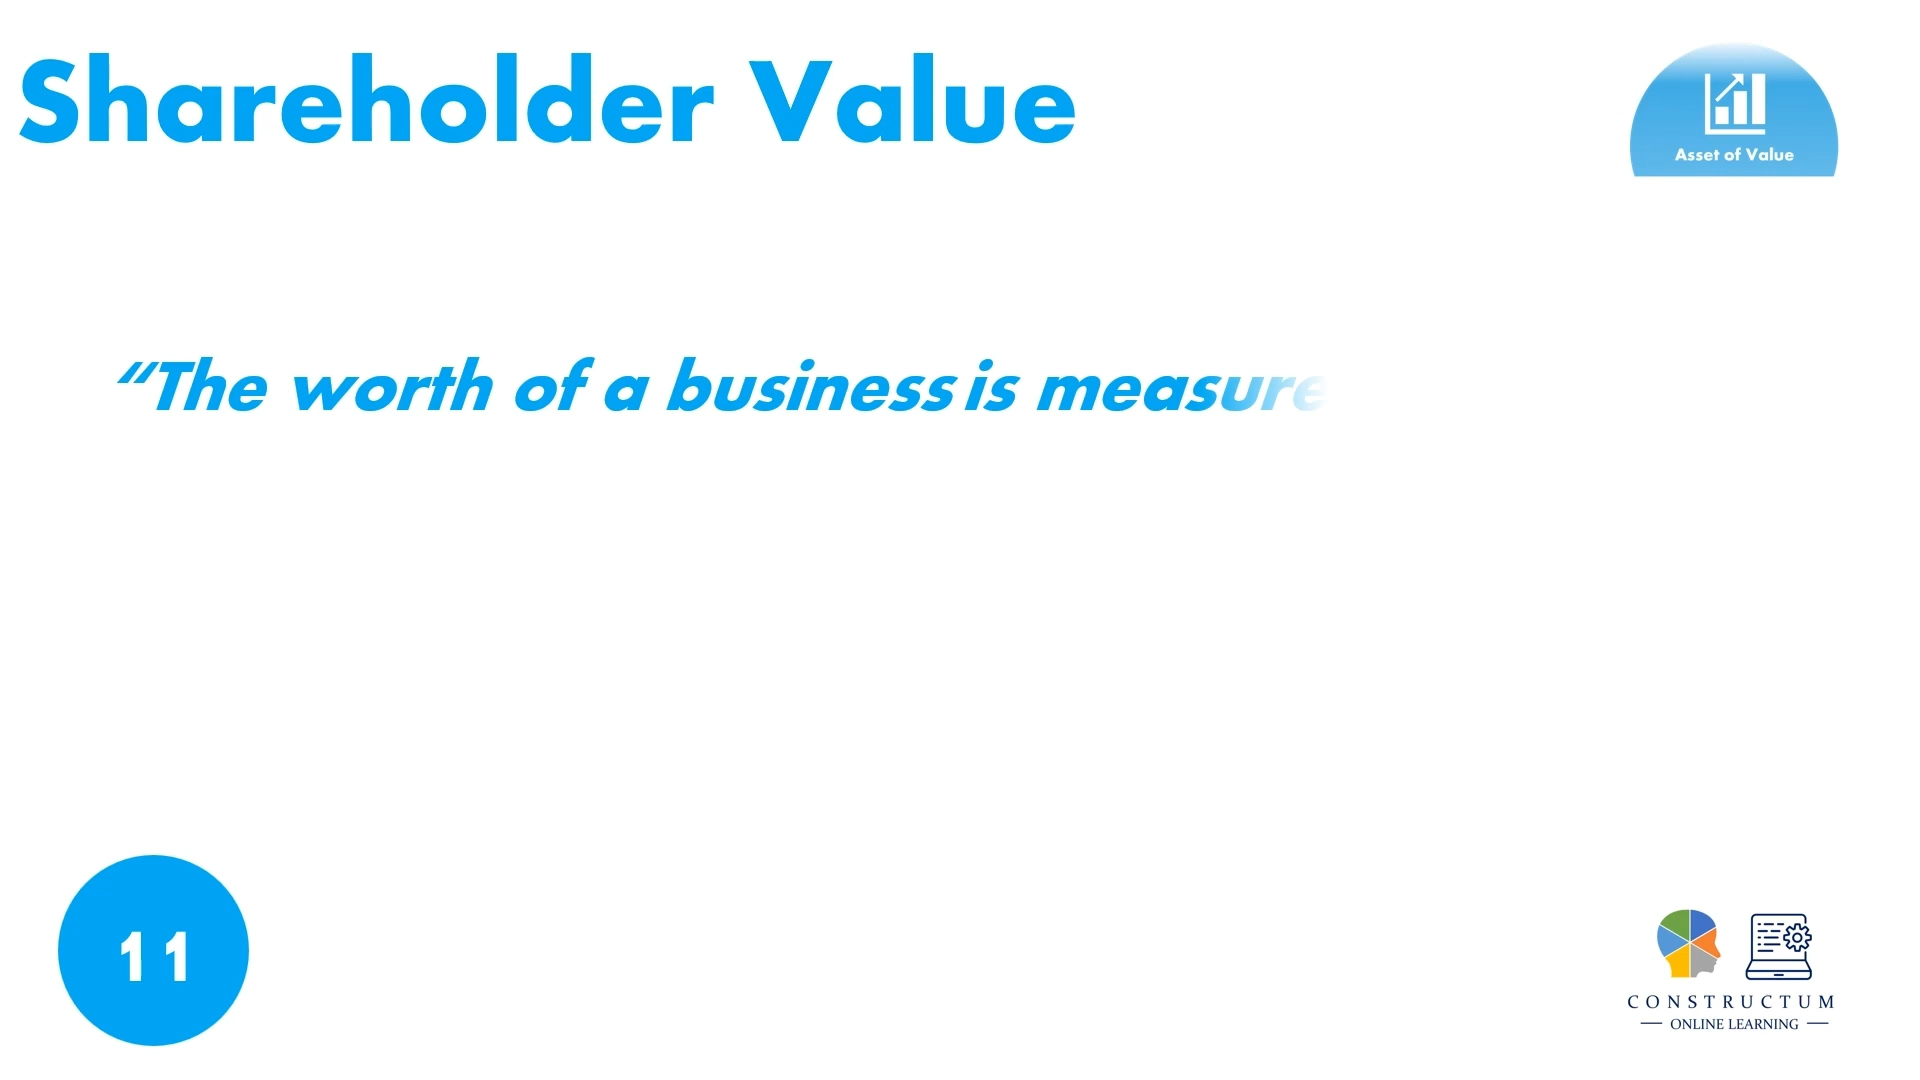 Shareholder Value
Asset of Value
“The worth of a business is measure
11
CONSTRUCTUM
ONLINE LEARNING